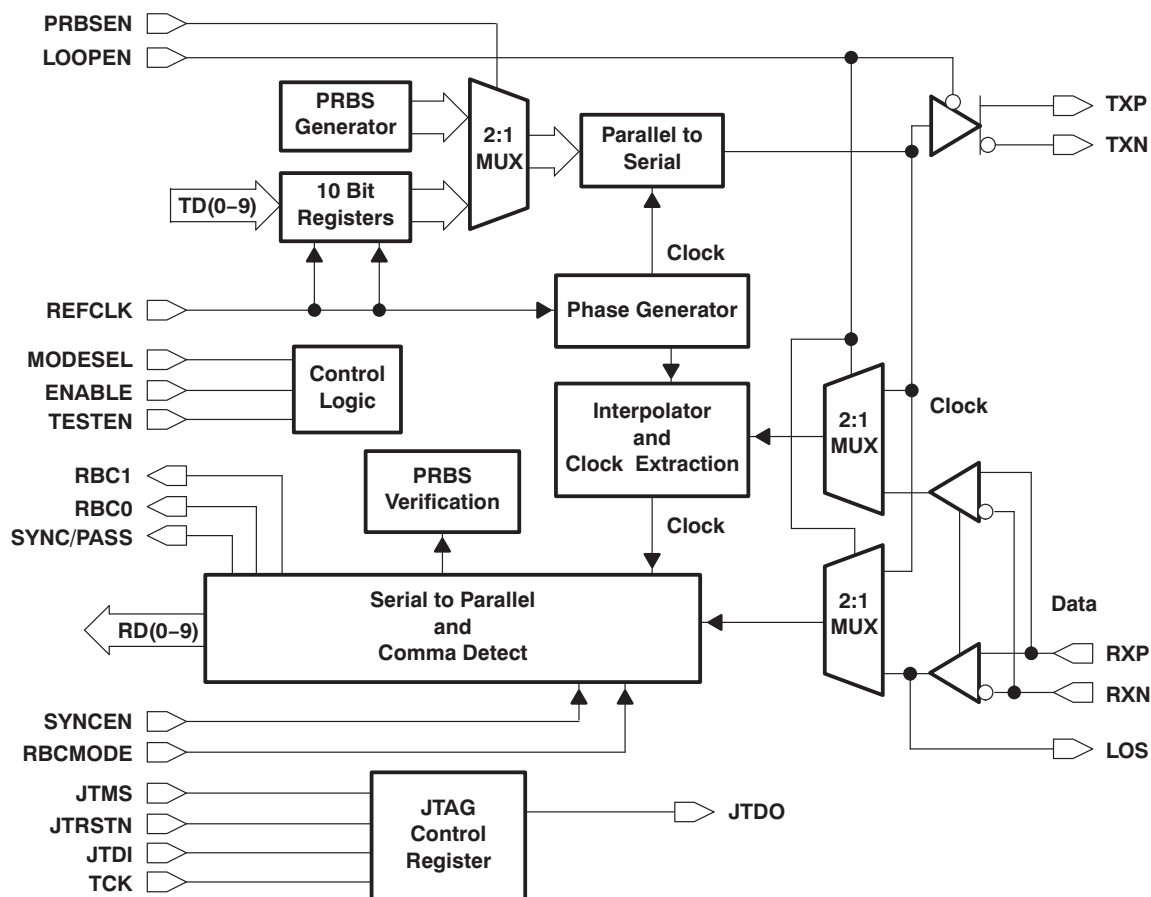 PRBSEN
LOOPEN
PRBS
Generator
2:1
MUX
Parallel to
Serial
TXP
TXN
TD(0–9)
10 Bit
Registers
Clock
REFCLK
Phase Generator
MODESEL
ENABLE
TESTEN
Control
Logic
Interpolator
and
Clock Extraction
2:1
MUX
Clock
RBC1
RBC0
SYNC/PASS
PRBS
Verification
Clock
RD(0–9)
Serial to Parallel
and
Comma Detect
2:1
MUX
Data
RXP
RXN
SYNCEN
RBCMODE
LOS
JTMS
JTRSTN
JTDI
TCK
JTAG
Control
Register
JTDO